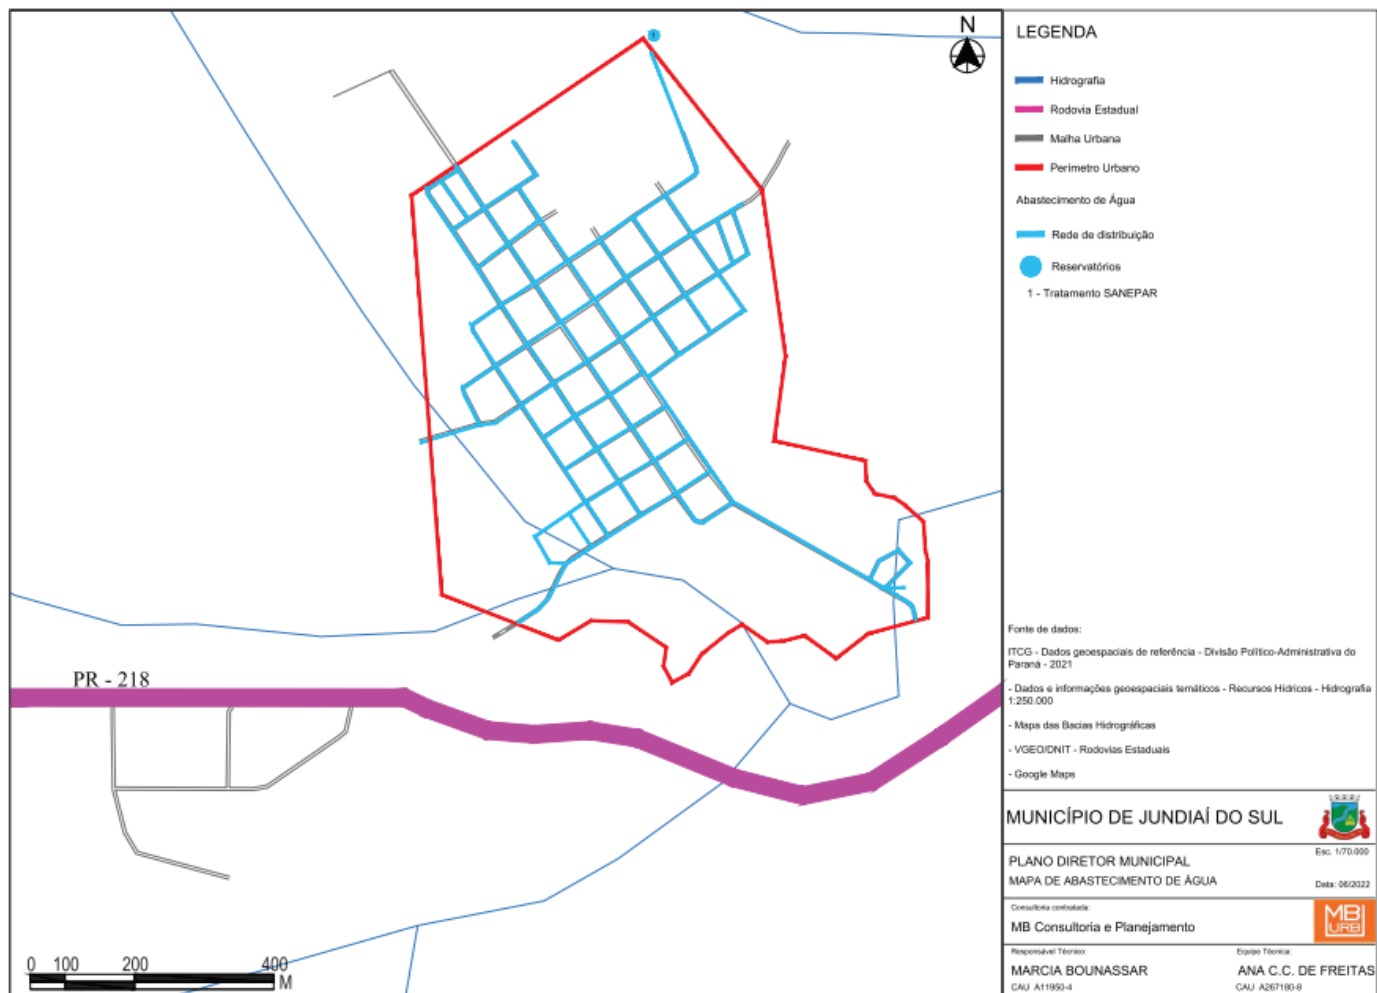 N
PR - 218
0 100 200 400
M
LEGENDA
Hidrografia
Rodovia Estadual
Malha Urbana
Perímetro Urbano
Abastecimento de Água
Rede de distribuição
Reservatórios
1 - Tratamento SANEPAR
Fonte de dados:
ITCG - Dados geoespaciais de referência - Divisão Político-Administrativa do
Paraná - 2021
- Dados e informações geoespaciais temáticos - Recursos Hídricos - Hidrografia
1:250.000
- Mapa das Bacias Hidrográficas
- VGEO/DNIT - Rodovias Estaduais
- Google Maps
MUNICÍPIO DE JUNDIAÍ DO SUL
PLANO DIRETOR MUNICIPAL
Esc. 1/70.000
MAPA DE ABASTECIMENTO DE ÁGUA
Data: 06/2022
Consultoria contratada:
MB Consultoria e Planejamento
MB
URB
Responsável Técnico:
MARCIA BOUNASSAR
CAU A11950-4
Equipe Técnica:
ANA C.C. DE FREITAS
CAU A267180-8